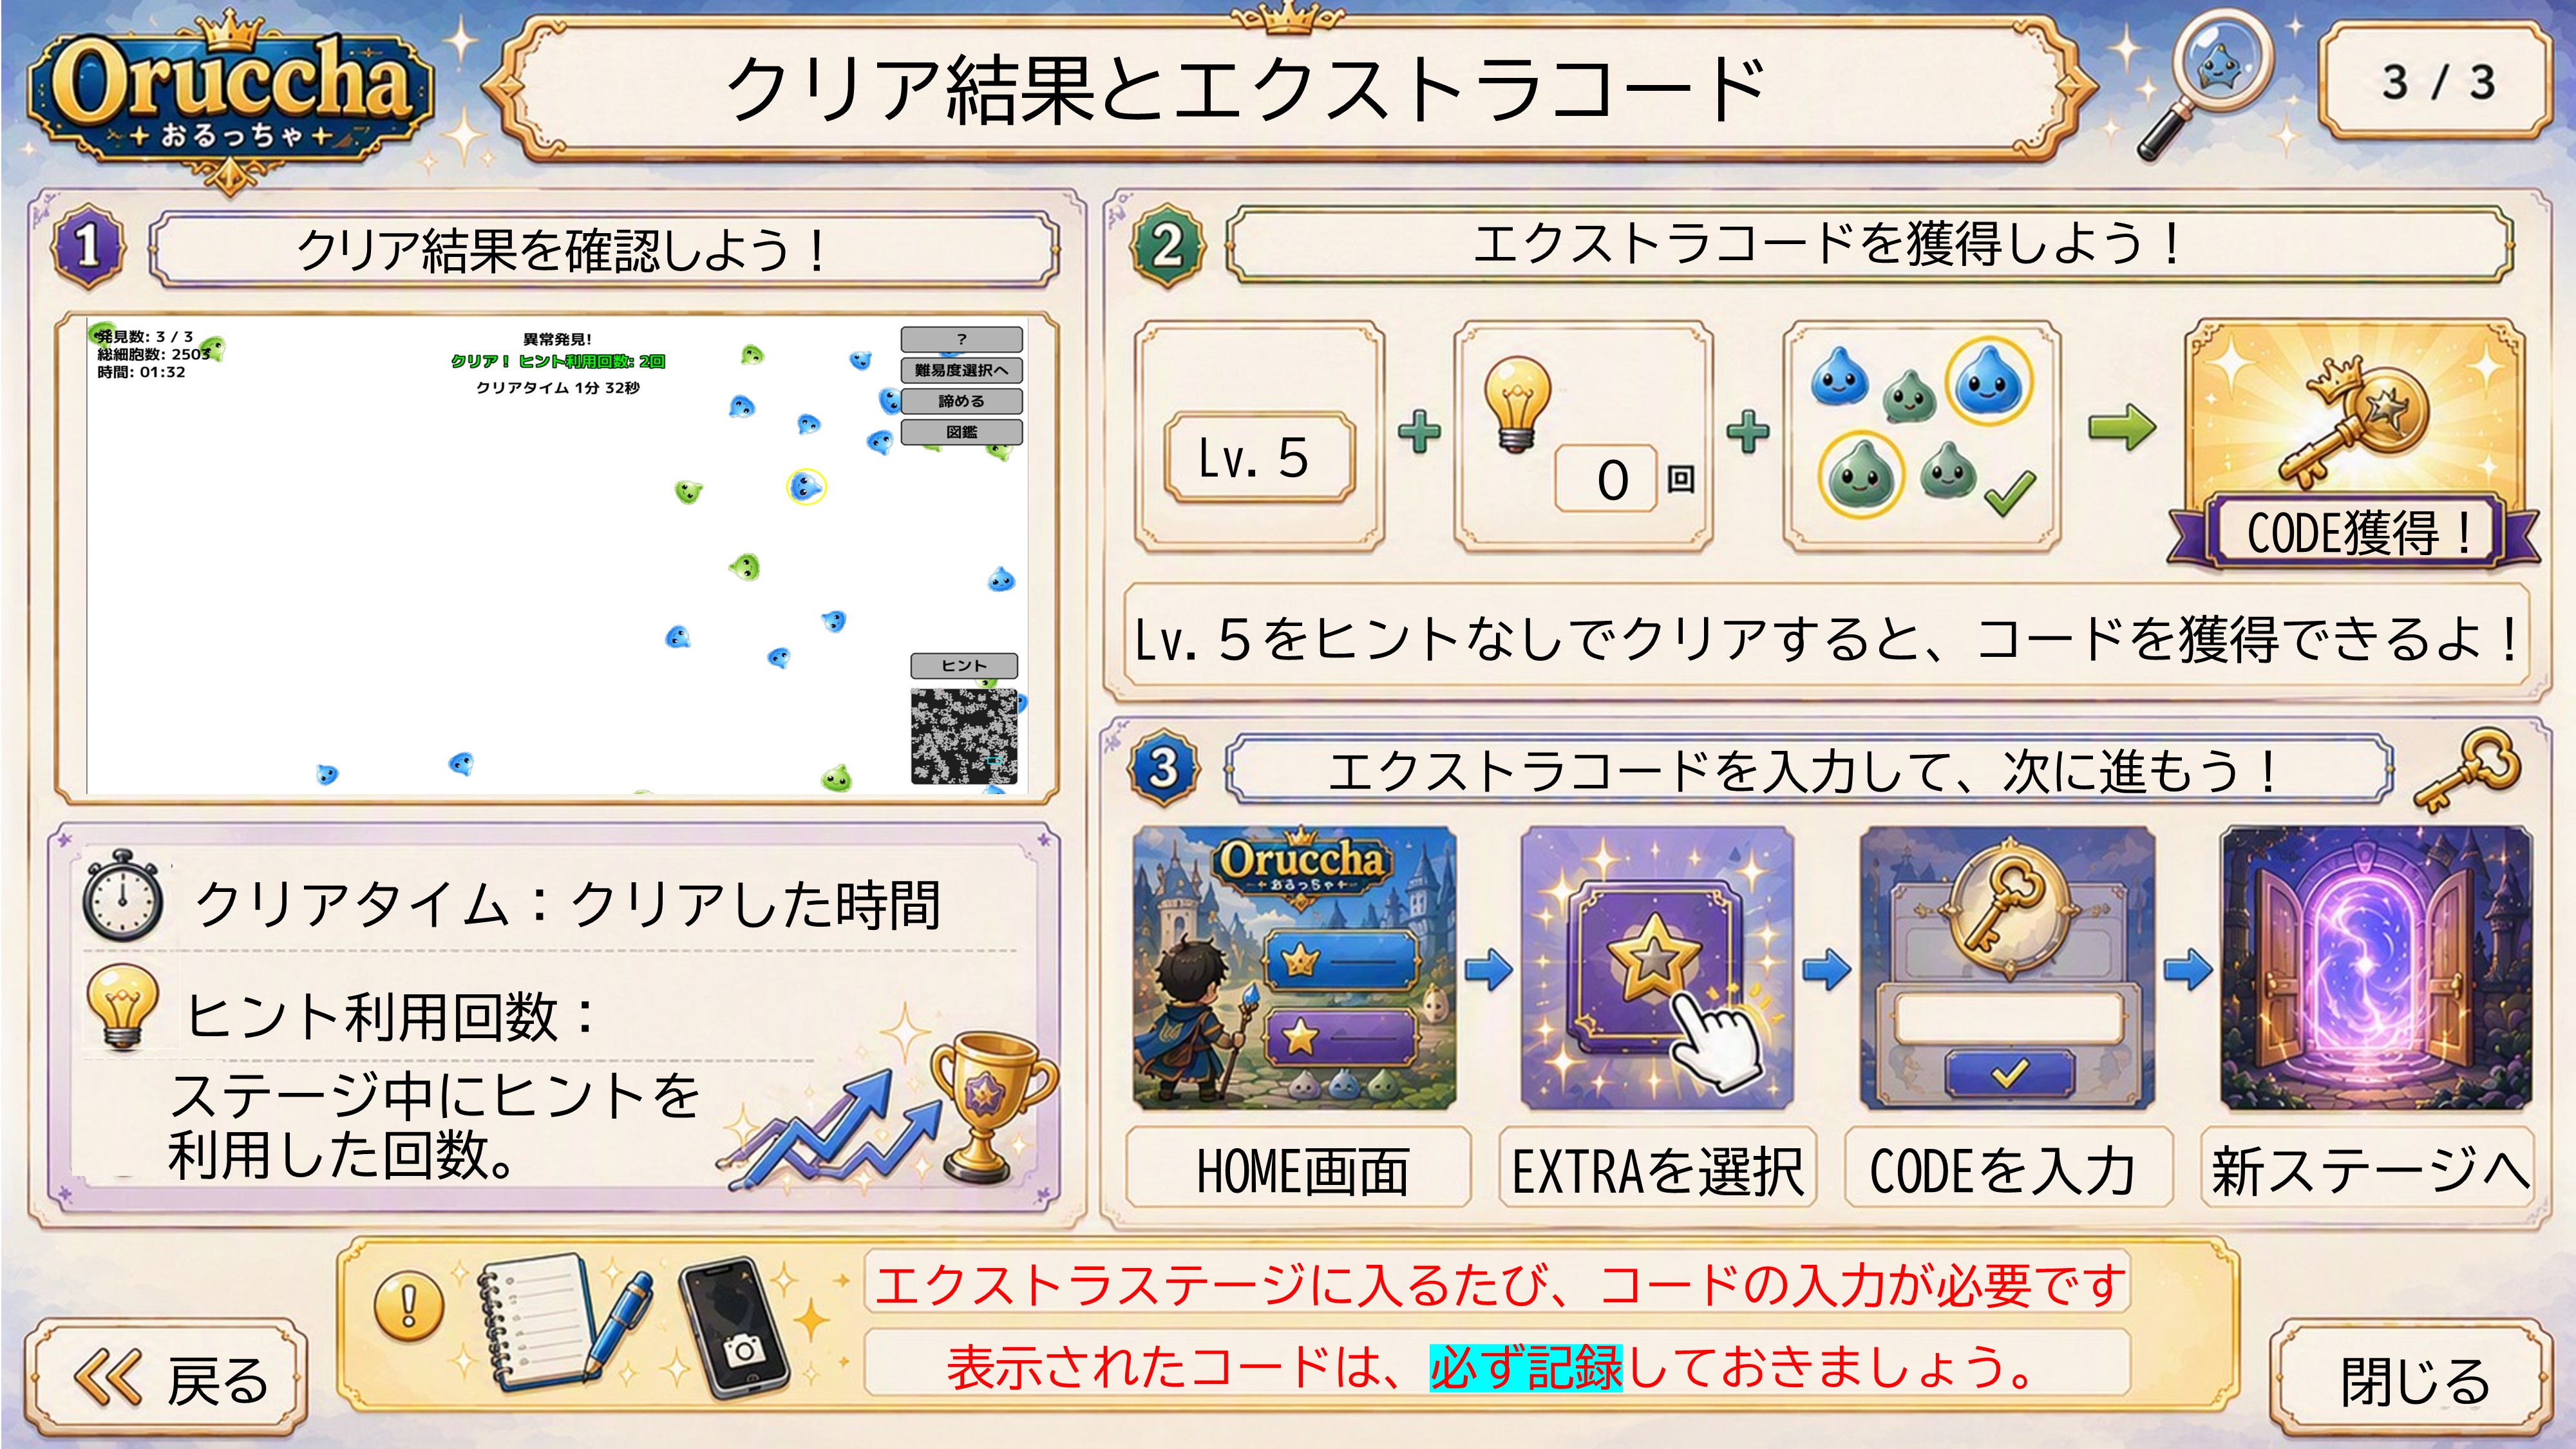 Oruccha
おるっちゃ
クリア結果とエクストラコード
3 / 3
1
クリア結果を確認しよう！
発見数: 3 / 3
総細胞数: 2503
時間: 01:32
異常発見!
クリア！ ヒント利用回数: 2回
クリアタイム 1分 32秒
?
難易度選択へ
諦める
図鑑
ヒント
クリアタイム：クリアした時間
ヒント利用回数：
ステージ中にヒントを
利用した回数。
2
エクストラコードを獲得しよう！
Lv.５
０ 回
CODE獲得！
Lv.５をヒントなしでクリアすると、コードを獲得できるよ！
3
エクストラコードを入力して、次に進もう！
Oruccha
おるっちゃ
HOME画面
EXTRAを選択
CODEを入力
新ステージへ
エクストラステージに入るたび、コードの入力が必要です
表示されたコードは、必ず記録しておきましょう。
戻る
閉じる